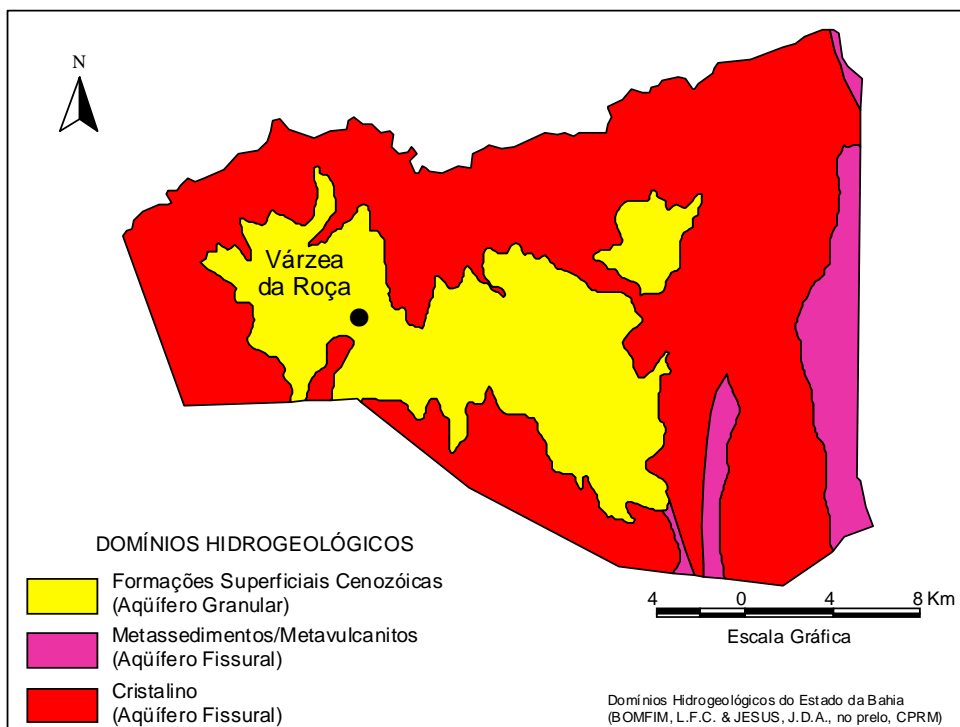 N
Várzea
da Roça
DOMÍNIOS HIDROGEOLÓGICOS
Formações Superficiais Cenozóicas
(Aqüífero Granular)
Metassedimentos/Metavulcanitos
(Aqüífero Fissural)
Cristalino
(Aqüífero Fissural)
4 0 4 8 Km
Escala Gráfica
Domínios Hidrogeológicos do Estado da Bahia
(BOMFIM, L.F.C. & JESUS, J.D.A., no prelo, CPRM)